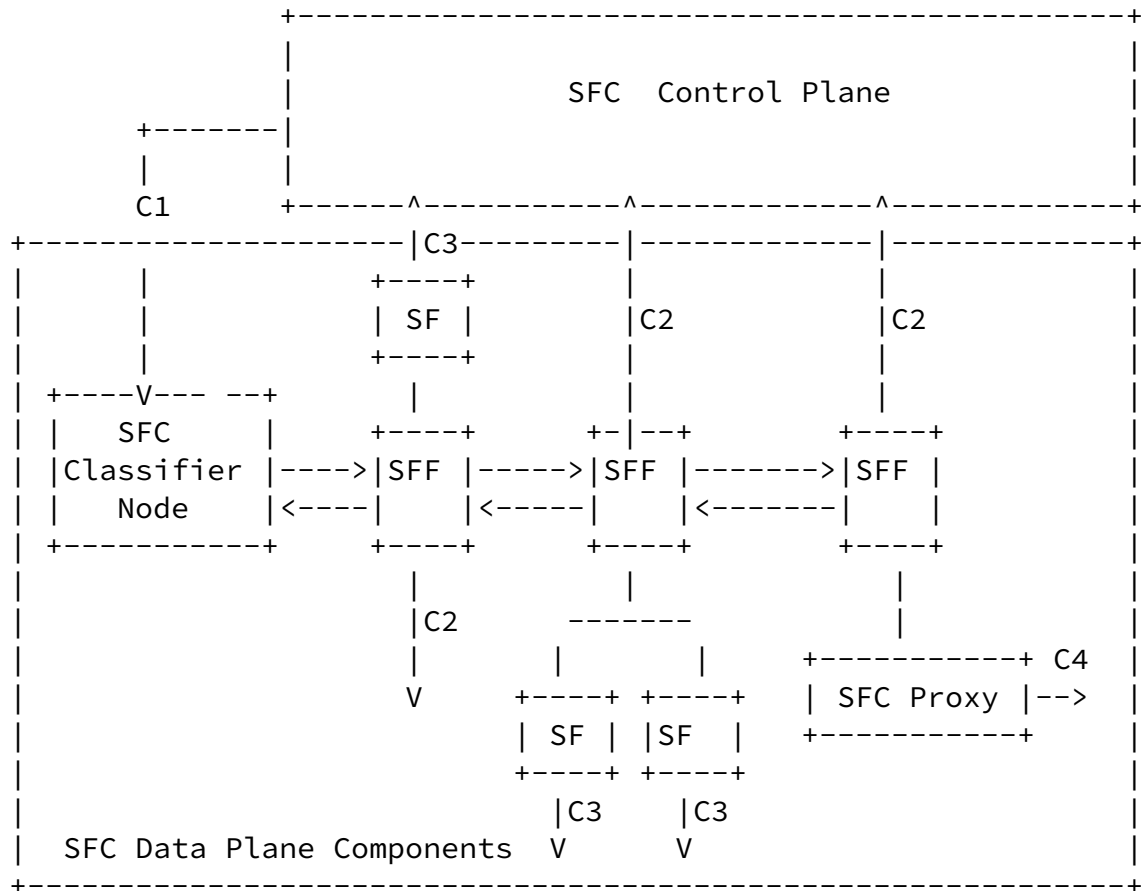 SFC  Control Plane
C1
C3
SF C2 C2
SFC
Classifier SFF SFF SFF
Node
C2
C4
SFC Proxy
SF SF
C3 C3
SFC Data Plane Components